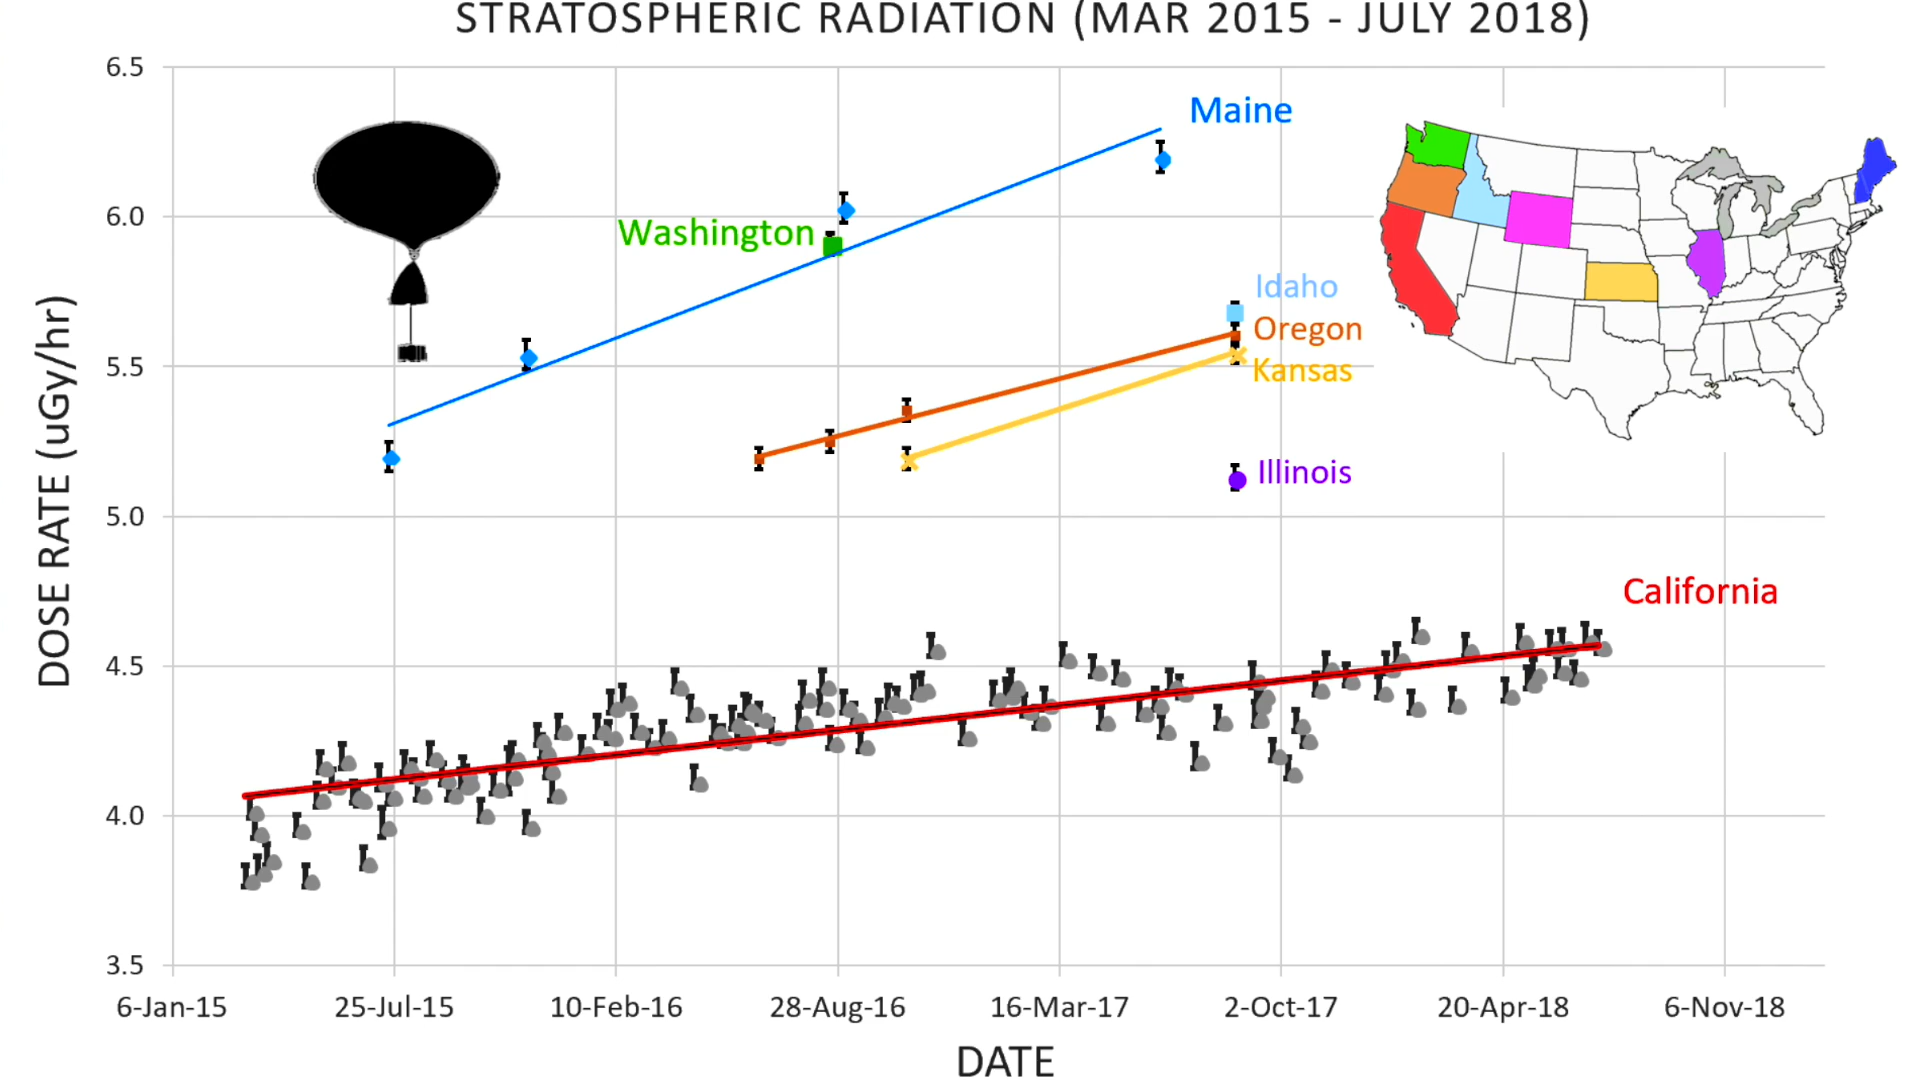 STRATOSPHERIC RADIATION (MAR 2015 - JULY 2018)
DOSE RATE (uGy/hr)
6.5
6.0
5.5
5.0
4.5
4.0
3.5
Maine
Washington
Idaho
Oregon
Kansas
Illinois
California
6-Jan-15 25-Jul-15 10-Feb-16 28-Aug-16 16-Mar-17 2-Oct-17 20-Apr-18 6-Nov-18
DATE